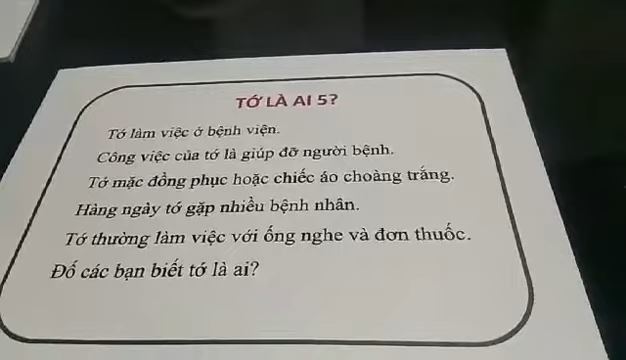 TỚ LÀ AI 5?
Tớ làm việc ở bệnh viện.
Công việc của tớ là giúp đỡ người bệnh.
Tớ mặc đồng phục hoặc chiếc áo choàng trắng.
Hàng ngày tớ gặp nhiều bệnh nhân.
Tớ thường làm việc với ống nghe và đơn thuốc.
Đố các bạn biết tớ là ai?